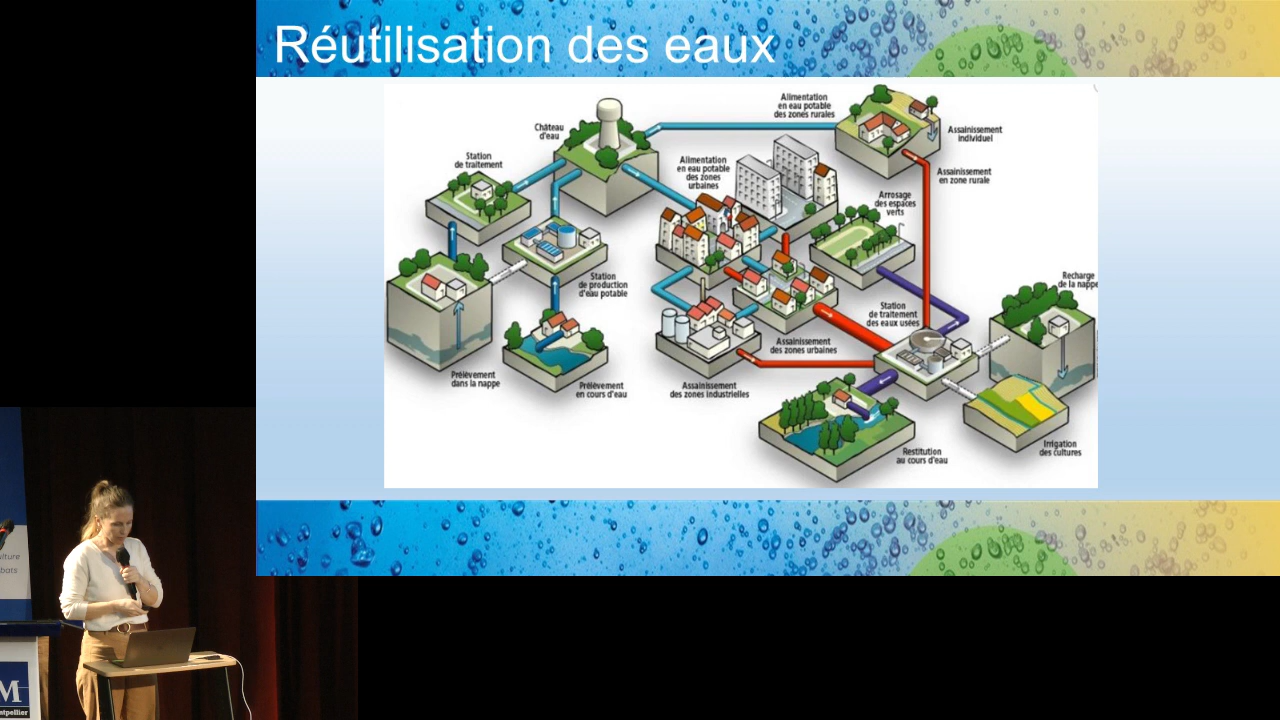 Réutilisation des eaux
Alimentation
en eau potable
des zones rurales
Château
d'eau
Assainissement
individuel
Station
de traitement
Alimentation
en eau potable
des zones
urbaines
Assainissement
en zone rurale
Arrosage
des espaces
verts
Station
de production
d'eau potable
Recharge
de la nappe
Station
de traitement
des eaux usées
Assainissement
des zones urbaines
Prélèvement
dans la nappe
Prélèvement
en cours d'eau
Assainissement
des zones industrielles
Restitution
au cours d'eau
Irrigation
des cultures
lture
bats
M
ntpellier